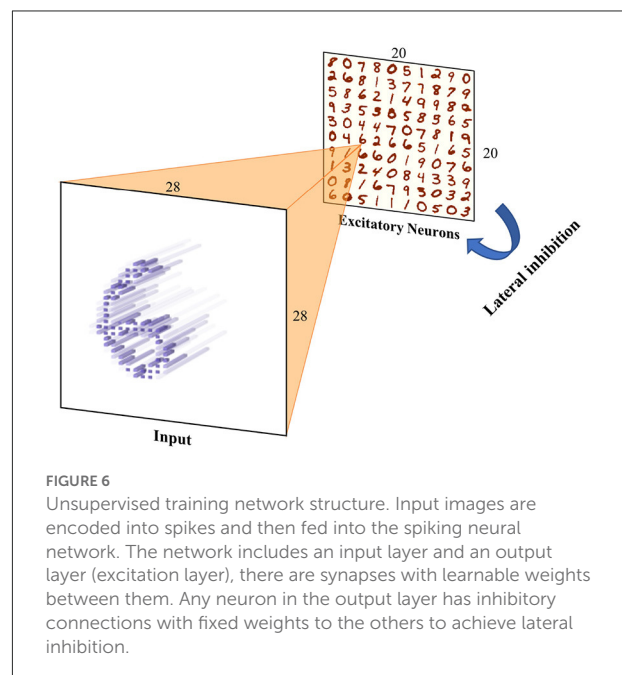 20
8 0 7 8 0 5 1 2 9 0
2 6 8 1 3 7 7 8 7 9
5 8 6 2 1 4 9 9 8 2
9 3 5 5 8 6 5
3 0 4 4 7 0 7 8 1 9
0 4 6 2 6 6 5 1 6 5
9 1 6 6 0 1 9 0 7 6
1 3 2 4 0 8 4 3 3 9
0 8 1 6 7 9 3 0 3 2
6 0 5 1 1 1 0 5 0 3
20
Excitatory Neurons
Lateral inhibition
28
28
Input
FIGURE 6
Unsupervised training network structure. Input images are
encoded into spikes and then fed into the spiking neural
network. The network includes an input layer and an output
layer (excitation layer), there are synapses with learnable weights
between them. Any neuron in the output layer has inhibitory
connections with fixed weights to the others to achieve lateral
inhibition.